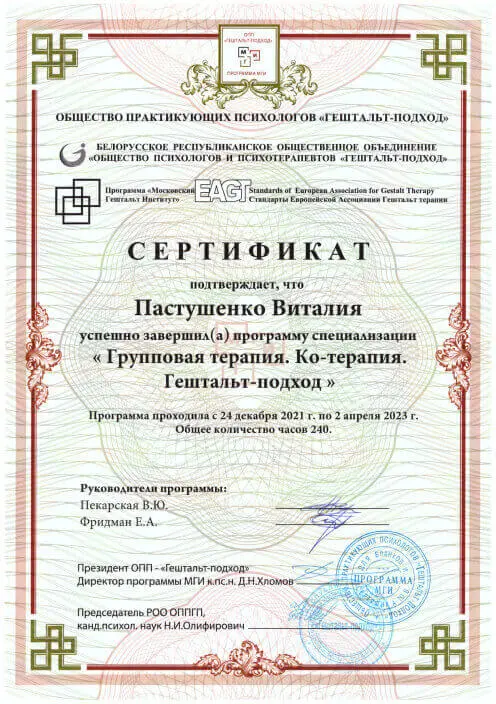 ОПП
«ГЕШТАЛЬТ-ПОДХОД»
МГИ
ПРОГРАММА МГИ
ОБЩЕСТВО ПРАКТИКУЮЩИХ ПСИХОЛОГОВ «ГЕШТАЛЬТ-ПОДХОД»
БЕЛОРУССКОЕ РЕСПУБЛИКАНСКОЕ ОБЩЕСТВЕННОЕ ОБЪЕДИНЕНИЕ
«ОБЩЕСТВО ПСИХОЛОГОВ И ПСИХОТЕРАПЕВТОВ «ГЕШТАЛЬТ-ПОДХОД»
Программа «Московский EAGT Standards of European Association for Gestalt Therapy
Гештальт Институт» Стандарты Европейской Ассоциации Гештальт терапии
СЕРТИФИКАТ
подтверждает, что
Пастушенко Виталия
успешно завершил(а) программу специализации
« Групповая терапия. Ко-терапия.
Гештальт-подход »
Программа проходила с 24 декабря 2021 г. по 2 апреля 2023 г.
Общее количество часов 240.
Руководители программы:
Пекарская В.Ю.
Фридман Е.А.
Президент ОПП - «Гештальт-подход»
Директор программы МГИ к.пс.н. Д.Н.Хломов
Председатель РОО ОППГП,
канд.психол. наук Н.И.Олифирович
ПРОГРАММА
МГИ